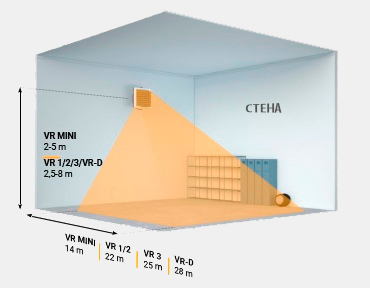 СТЕНА
VR MINI
2-5 m
VR 1/2/3/VR-D
2,5-8 m
VR MINI
14 m
VR 1/2
22 m
VR 3
25 m
VR-D
28 m